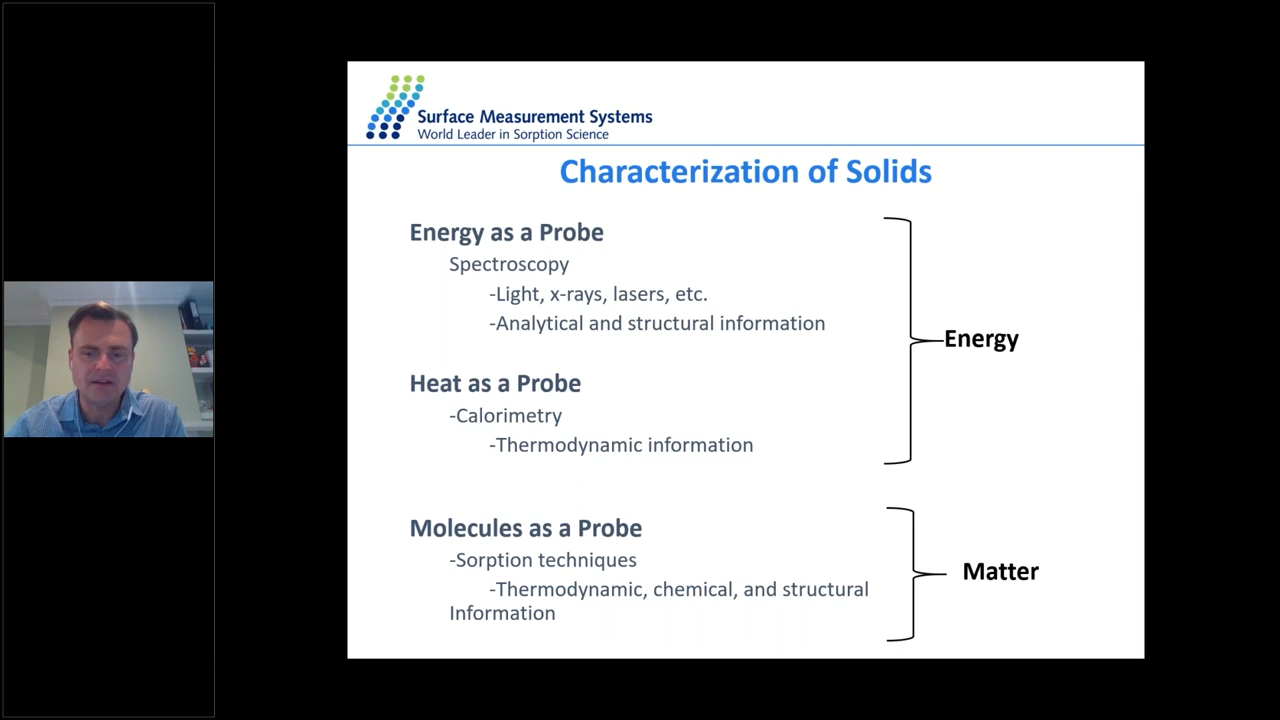 Surface Measurement Systems
World Leader in Sorption Science
Characterization of Solids
Energy as a Probe
Spectroscopy
-Light, x-rays, lasers, etc.
-Analytical and structural information
Energy
Heat as a Probe
-Calorimetry
-Thermodynamic information
Molecules as a Probe
-Sorption techniques
-Thermodynamic, chemical, and structural
Information
Matter